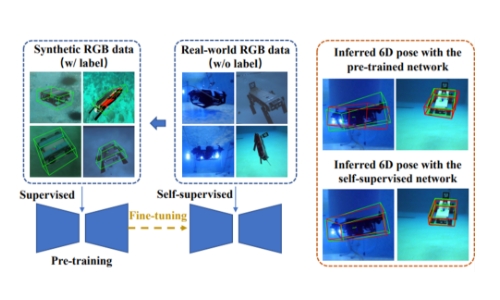 Synthetic RGB data
(w/ label)
Real-world RGB data
(w/o label)
Supervised
Self-supervised
Fine-tuning
Pre-training
Inferred 6D pose with the
pre-trained network
Inferred 6D pose with the
self-supervised network